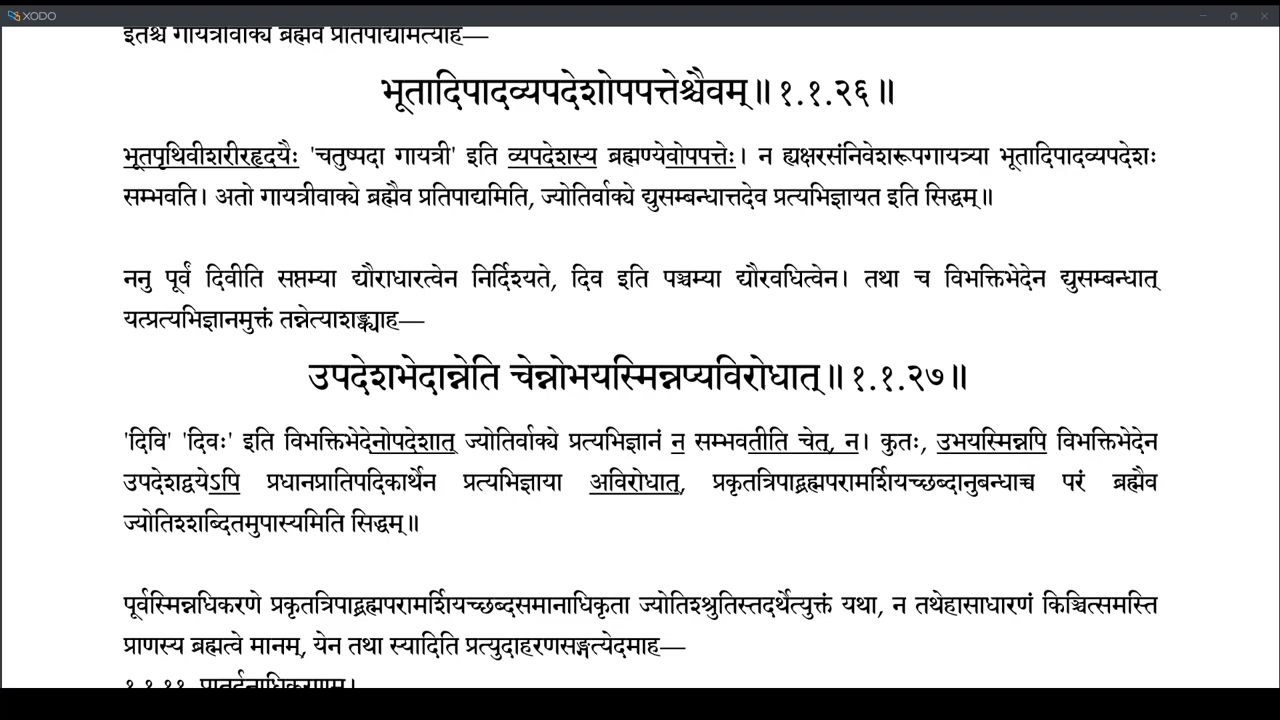 XODO
इतश्च गायत्रीवाक्ये ब्रह्मैव प्रतिपाद्यमित्याह—
भूतादिपादव्यपदेशोपपत्तेश्चैवम्॥१.१.२६॥
भूतपृथिवीशरीरहृदयैः 'चतुष्पदा गायत्री' इति व्यपदेशस्य ब्रह्मण्येवोपपत्तेः। न ह्यक्षरसंनिवेशरूपगायत्र्या भूतादिपादव्यपदेशः
सम्भवति। अतो गायत्रीवाक्ये ब्रह्मैव प्रतिपाद्यमिति, ज्योतिर्वाक्ये द्युसम्बन्धात्तदेव प्रत्यभिज्ञायत इति सिद्धम्॥
ननु पूर्वं दिवीति सप्तम्या द्यौराधारत्वेन निर्दिश्यते, दिव इति पञ्चम्या द्यौरवधित्वेन। तथा च विभक्तिभेदेन द्युसम्बन्धात्
यत्प्रत्यभिज्ञानमुक्तं तन्नेत्याशङ्क्याह—
उपदेशभेदान्नेति चेन्नोभयस्मिन्नप्यविरोधात्॥१.१.२७॥
'दिवि' 'दिवः' इति विभक्तिभेदेनोपदेशात् ज्योतिर्वाक्ये प्रत्यभिज्ञानं न सम्भवतीति चेत्, न। कुतः, उभयस्मिन्नपि विभक्तिभेदेन
उपदेशद्वयेऽपि प्रधानप्रातिपदिकार्थेन प्रत्यभिज्ञाया अविरोधात्, प्रकृतत्रिपाद्ब्रह्मपरामर्शियच्छब्दानुबन्धाच्च परं ब्रह्मैव
ज्योतिश्शब्दितमुपास्यमिति सिद्धम्॥
पूर्वस्मिन्नधिकरणे प्रकृतत्रिपाद्ब्रह्मपरामर्शियच्छब्दसमानाधिकृता ज्योतिश्श्रुतिस्तदर्थेत्युक्तं यथा, न तथेहासाधारणं किञ्चित्समस्ति
प्राणस्य ब्रह्मत्वे मानम्, येन तथा स्यादिति प्रत्युदाहरणसङ्गत्येदमाह—
१.१.११. प्रातर्दनाधिकरणम्।